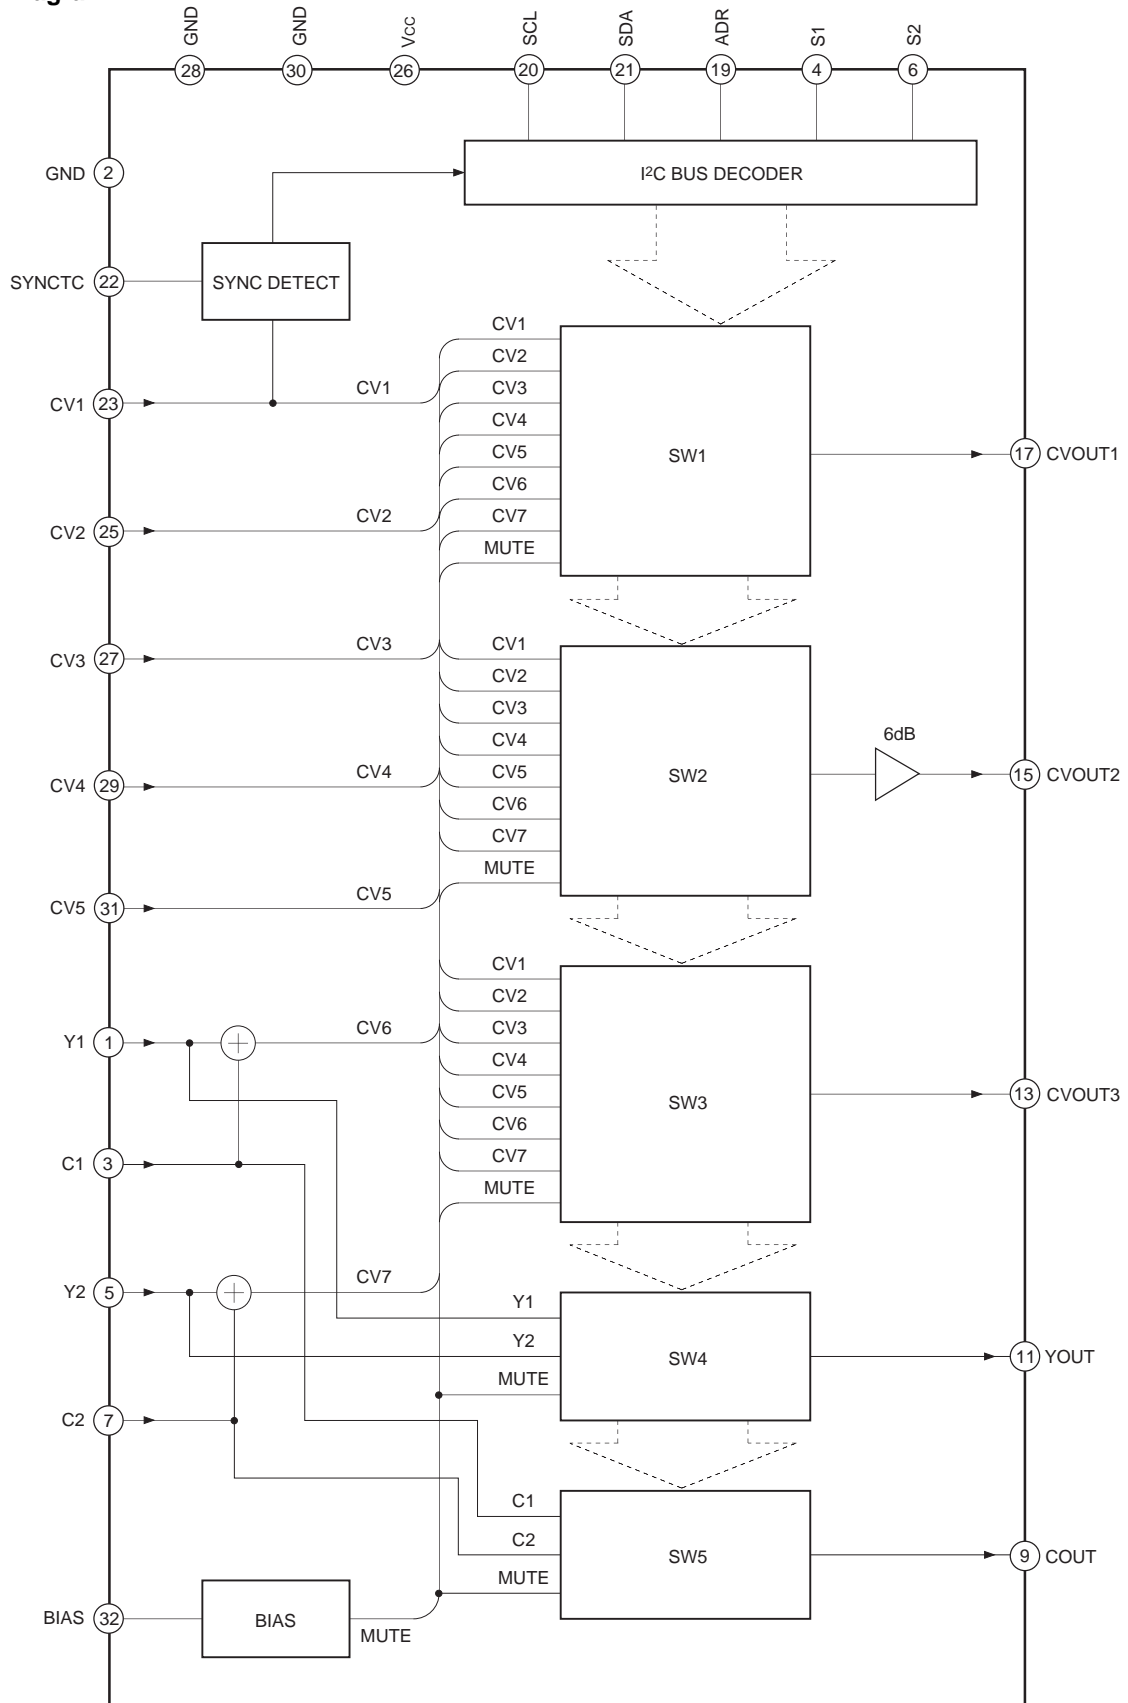 GND
GND
Vcc
SCL
SDA
ADR
S1
S2
28
30
26
20
21
19
4
6
GND 2
I²C BUS DECODER
SYNCTC 22
SYNC DETECT
CV1 23
CV1
CV2 25
CV2
CV3 27
CV3
CV4 29
CV4
CV5 31
CV5
Y1 1
CV6
C1 3
Y2 5
CV7
C2 7
BIAS 32
BIAS
MUTE
CV1
CV2
CV3
CV4
CV5
CV6
CV7
MUTE
SW1
17 CVOUT1
CV1
CV2
CV3
CV4
CV5
CV6
CV7
MUTE
SW2
6dB
15 CVOUT2
CV1
CV2
CV3
CV4
CV5
CV6
CV7
MUTE
SW3
13 CVOUT3
Y1
Y2
MUTE
SW4
11 YOUT
C1
C2
MUTE
SW5
9 COUT